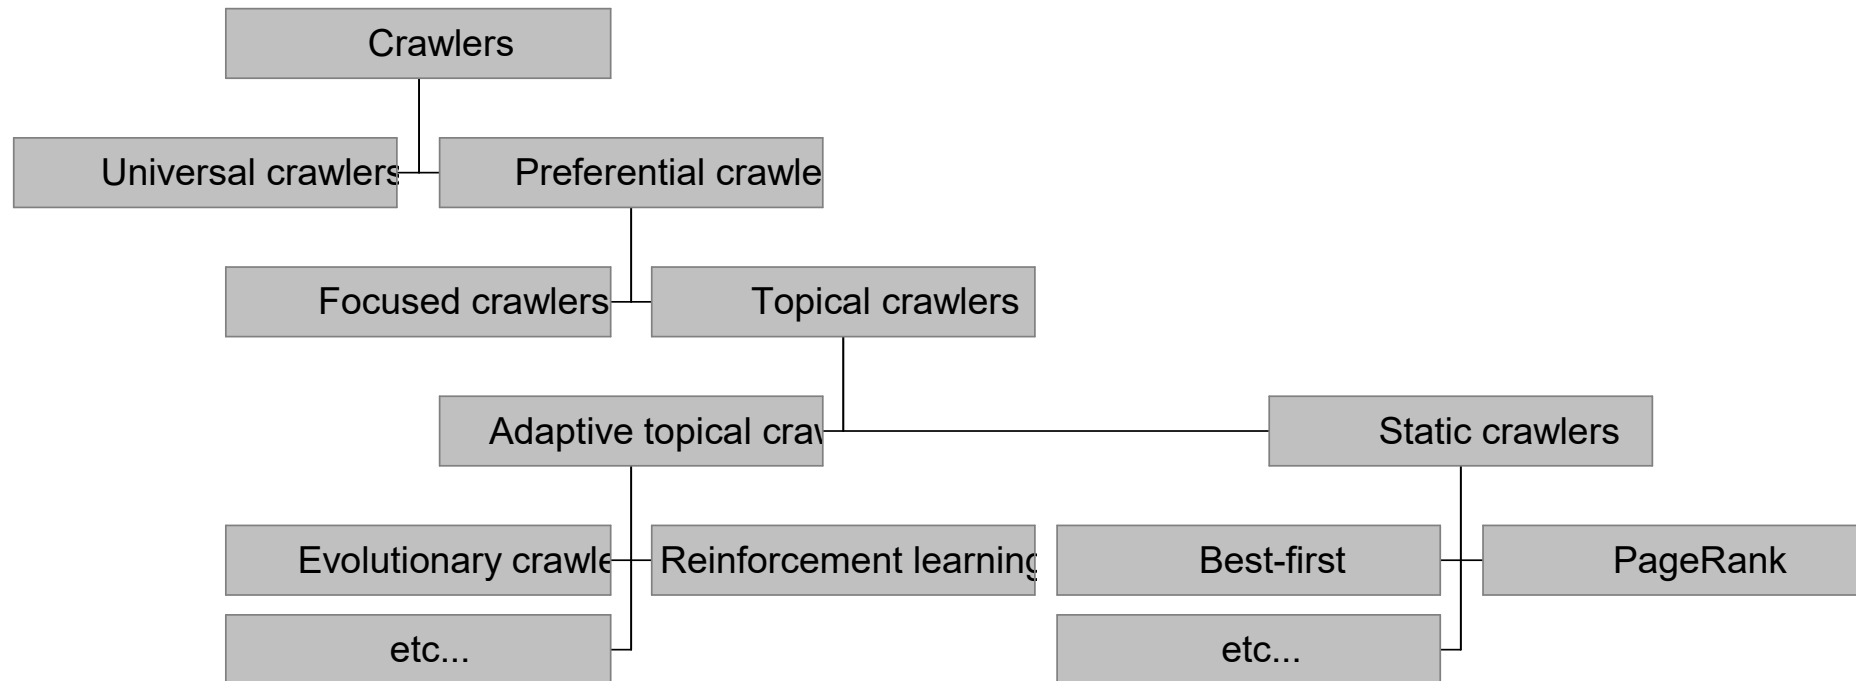 Crawlers
Universal crawlers
Preferential crawle
Focused crawlers
Topical crawlers
Adaptive topical craw
Static crawlers
Evolutionary crawle
Reinforcement learning
Best-first
PageRank
etc...
etc...